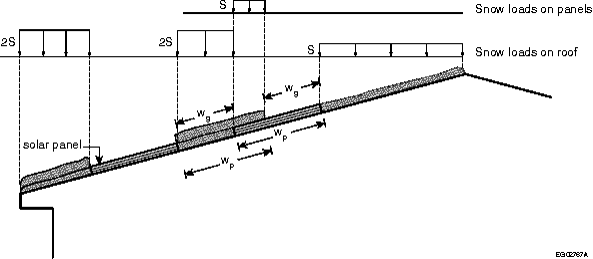 S
Snow loads on panels
2S
2S
S
Snow loads on roof
wg
wg
solar panel
wp
wp
EG02767A